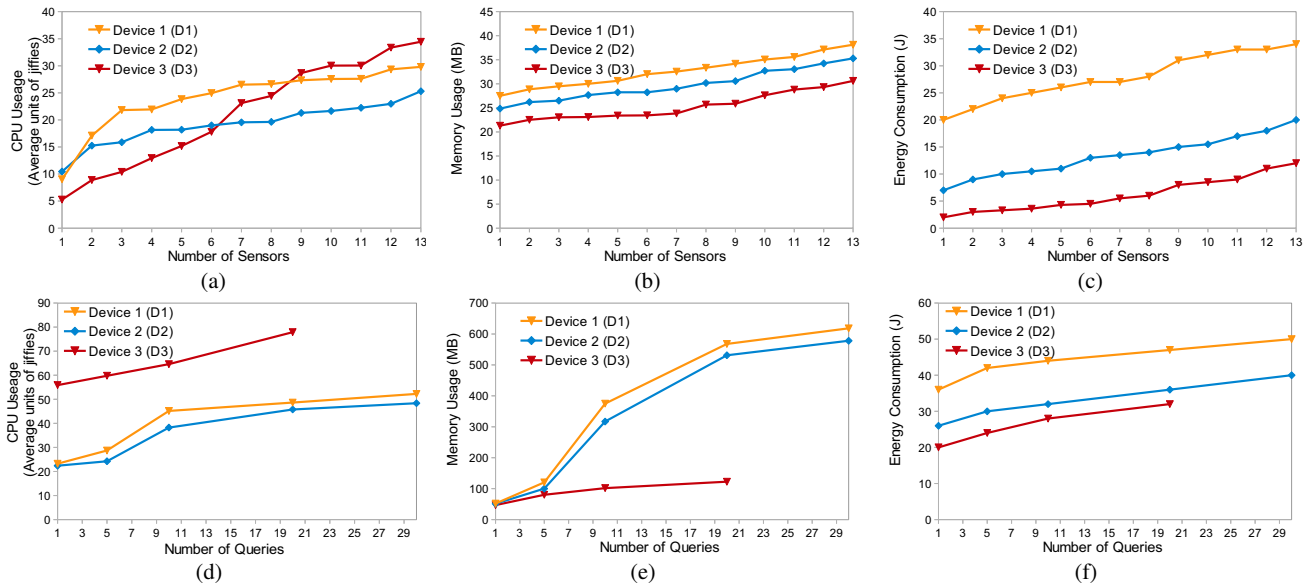 40
35
30
25
20
15
10
5
0
CPU Useage
(Average units of jiffies)
Device 1 (D1)
Device 2 (D2)
Device 3 (D3)
1 2 3 4 5 6 7 8 9 10 11 12 13
Number of Sensors
(a)
45
40
35
30
25
20
15
10
5
0
Memory Usage (MB)
Device 1 (D1)
Device 2 (D2)
Device 3 (D3)
1 2 3 4 5 6 7 8 9 10 11 12 13
Number of Sensors
(b)
40
35
30
25
20
15
10
5
0
Energy Consumption (J)
Device 1 (D1)
Device 2 (D2)
Device 3 (D3)
1 2 3 4 5 6 7 8 9 10 11 12 13
Number of Sensors
(c)
90
80
70
60
50
40
30
20
10
0
CPU Useage
(Average units of jiffies)
Device 1 (D1)
Device 2 (D2)
Device 3 (D3)
1 3 5 7 9 11 13 15 17 19 21 23 25 27 29
Number of Queries
(d)
700
600
500
400
300
200
100
0
Memory Usage (MB)
Device 1 (D1)
Device 2 (D2)
Device 3 (D3)
1 3 5 7 9 11 13 15 17 19 21 23 25 27 29
Number of Queries
(e)
60
50
40
30
20
10
0
Energy Consumption (J)
Device 1 (D1)
Device 2 (D2)
Device 3 (D3)
1 3 5 7 9 11 13 15 17 19 21 23 25 27 29
Number of Queries
(f)